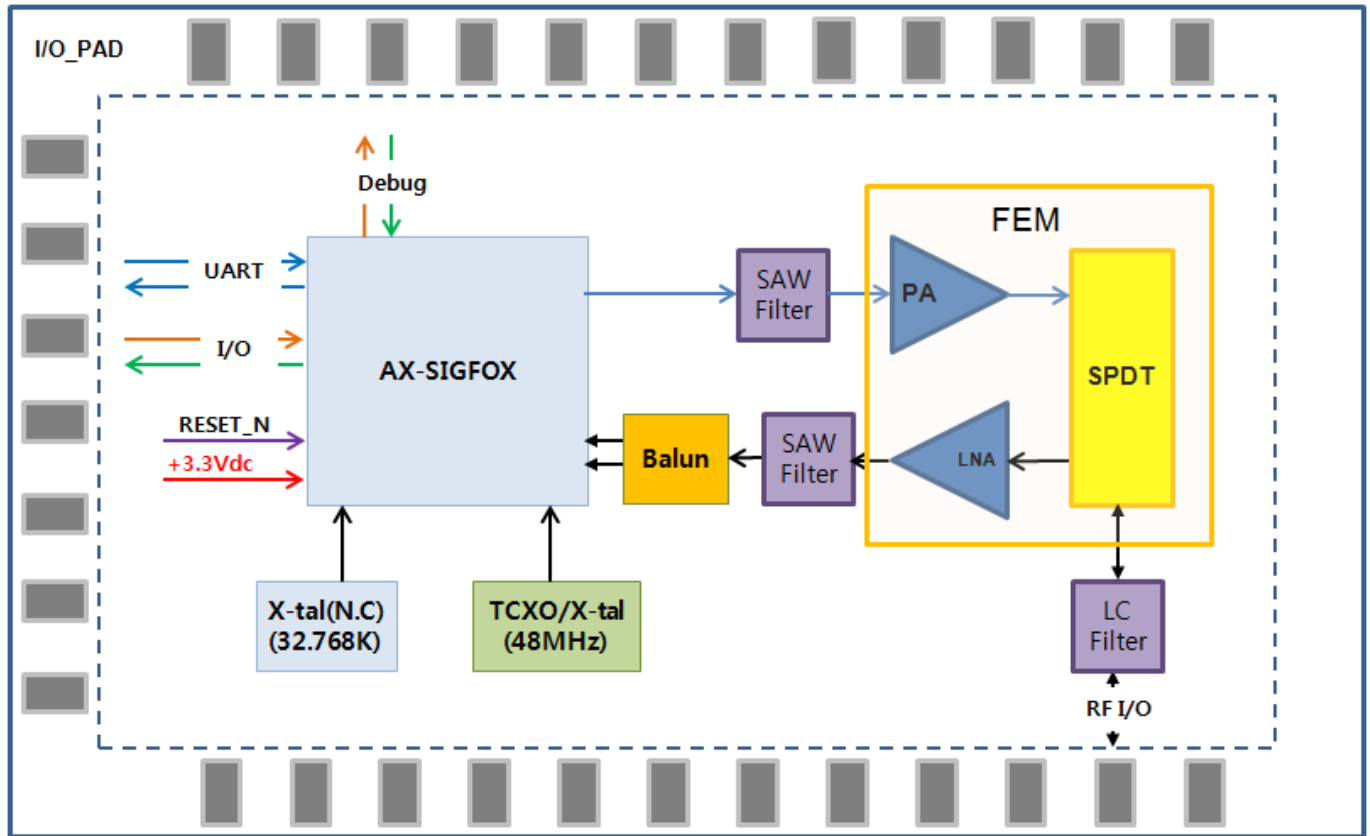 I/O_PAD
Debug
FEM
UART
SAW
Filter
PA
I/O
AX-SIGFOX
SPDT
RESET_N
+3.3Vdc
Balun
SAW
Filter
LNA
X-tal(N.C)
(32.768K)
TCXO/X-tal
(48MHz)
LC
Filter
RF I/O